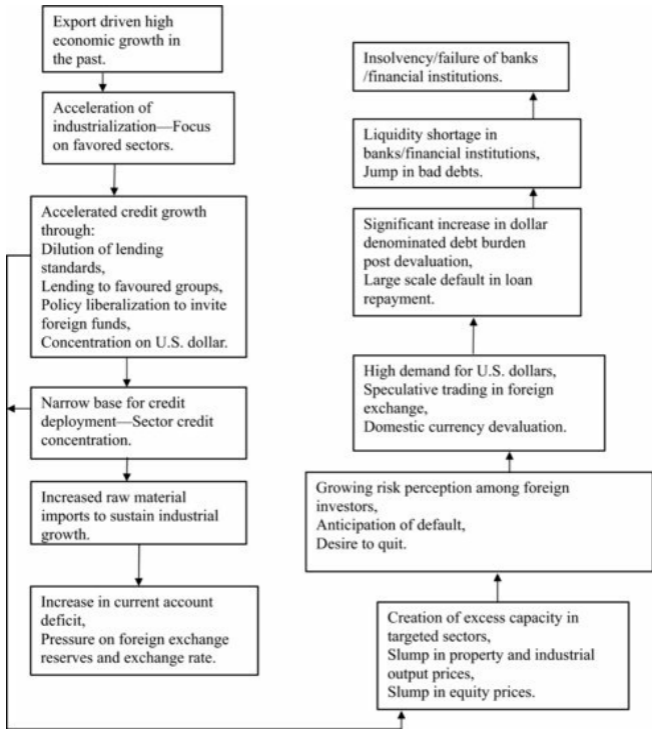 Export driven high
economic growth in
the past.
Acceleration of
industrialization—Focus
on favored sectors.
Accelerated credit growth
through:
Dilution of lending
standards,
Lending to favoured groups,
Policy liberalization to invite
foreign funds,
Concentration on U.S. dollar.
Narrow base for credit
deployment—Sector credit
concentration.
Increased raw material
imports to sustain industrial
growth.
Increase in current account
deficit,
Pressure on foreign exchange
reserves and exchange rate.
Insolvency/failure of banks
/financial institutions.
Liquidity shortage in
banks/financial institutions,
Jump in bad debts.
Significant increase in dollar
denominated debt burden
post devaluation,
Large scale default in loan
repayment.
High demand for U.S. dollars,
Speculative trading in foreign
exchange,
Domestic currency devaluation.
Growing risk perception among foreign
investors,
Anticipation of default,
Desire to quit.
Creation of excess capacity in
targeted sectors,
Slump in property and industrial
output prices,
Slump in equity prices.